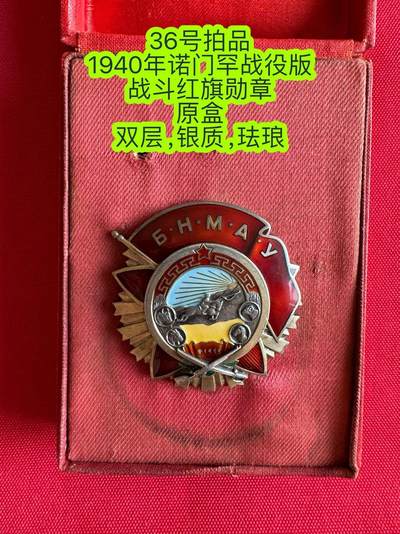 36号拍品
1940年诺门罕战役版
战斗红旗勋章
原盒
双层,银质,珐琅
Б·Н·М·А·У